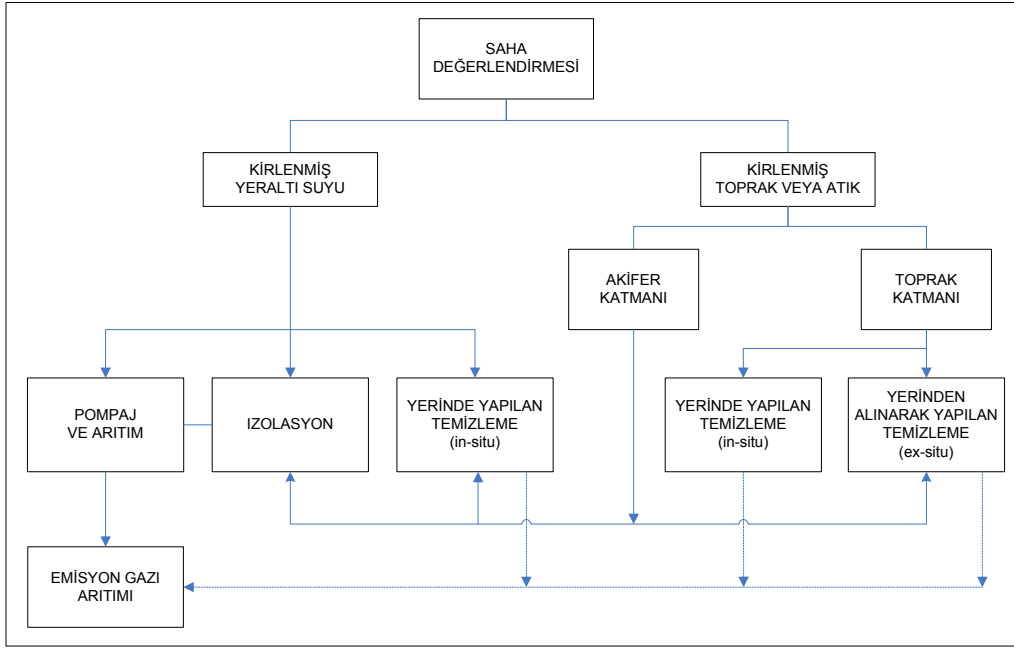 SAHA
DEĞERLENDİRMESİ
KİRLENMİŞ
YERALTI SUYU
KİRLENMİŞ
TOPRAK VEYA ATIK
AKİFER
KATMANI
TOPRAK
KATMANI
POMPAJ
VE ARITIM
IZOLASYON
YERİNDE YAPILAN
TEMİZLEME
(in-situ)
YERİNDE YAPILAN
TEMİZLEME
(in-situ)
YERİNDEN
ALINARAK YAPILAN
TEMİZLEME
(ex-situ)
EMİSYON GAZI
ARITIMI